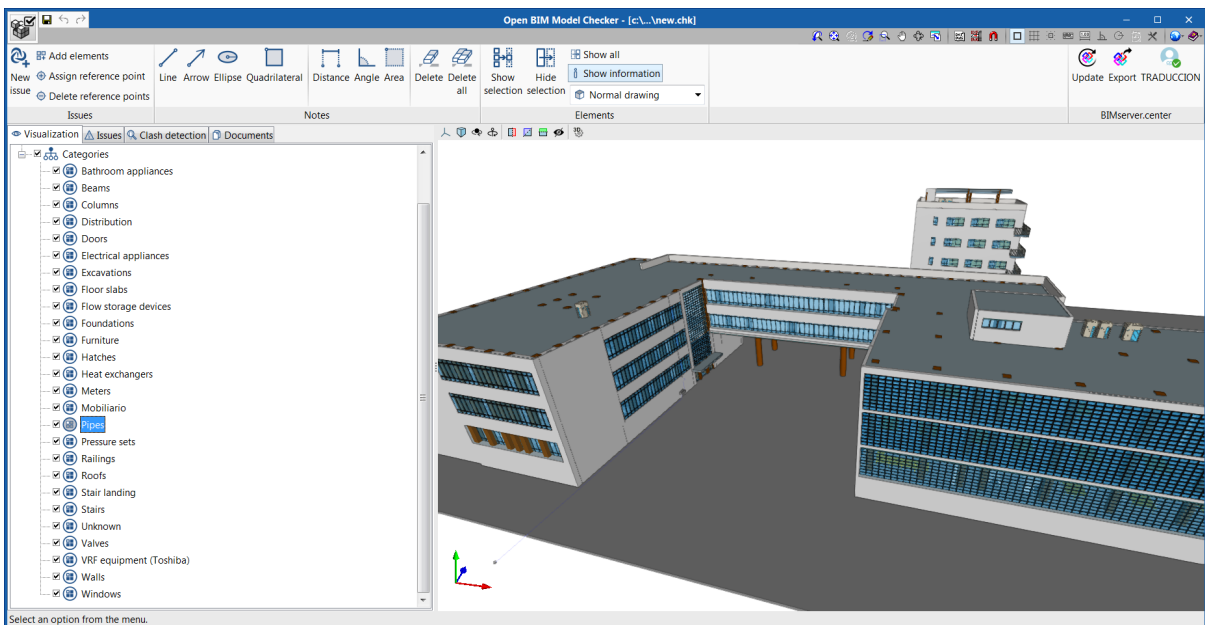 Open BIM Model Checker - [c:\...\new.chk]
Add elements
Assign reference point
Delete reference points
New issue
Issues
Line Arrow Ellipse Quadrilateral Distance Angle Area Delete Delete all
Notes
Show selection Hide selection
Show all
Show information
Normal drawing
Elements
Update Export TRADUCCION
BIMserver.center
Visualization Issues Clash detection Documents
Categories
Bathroom appliances
Beams
Columns
Distribution
Doors
Electrical appliances
Excavations
Floor slabs
Flow storage devices
Foundations
Furniture
Hatches
Heat exchangers
Meters
Mobiliario
Pipes
Pressure sets
Railings
Roofs
Stair landing
Stairs
Unknown
Valves
VRF equipment (Toshiba)
Walls
Windows
Select an option from the menu.